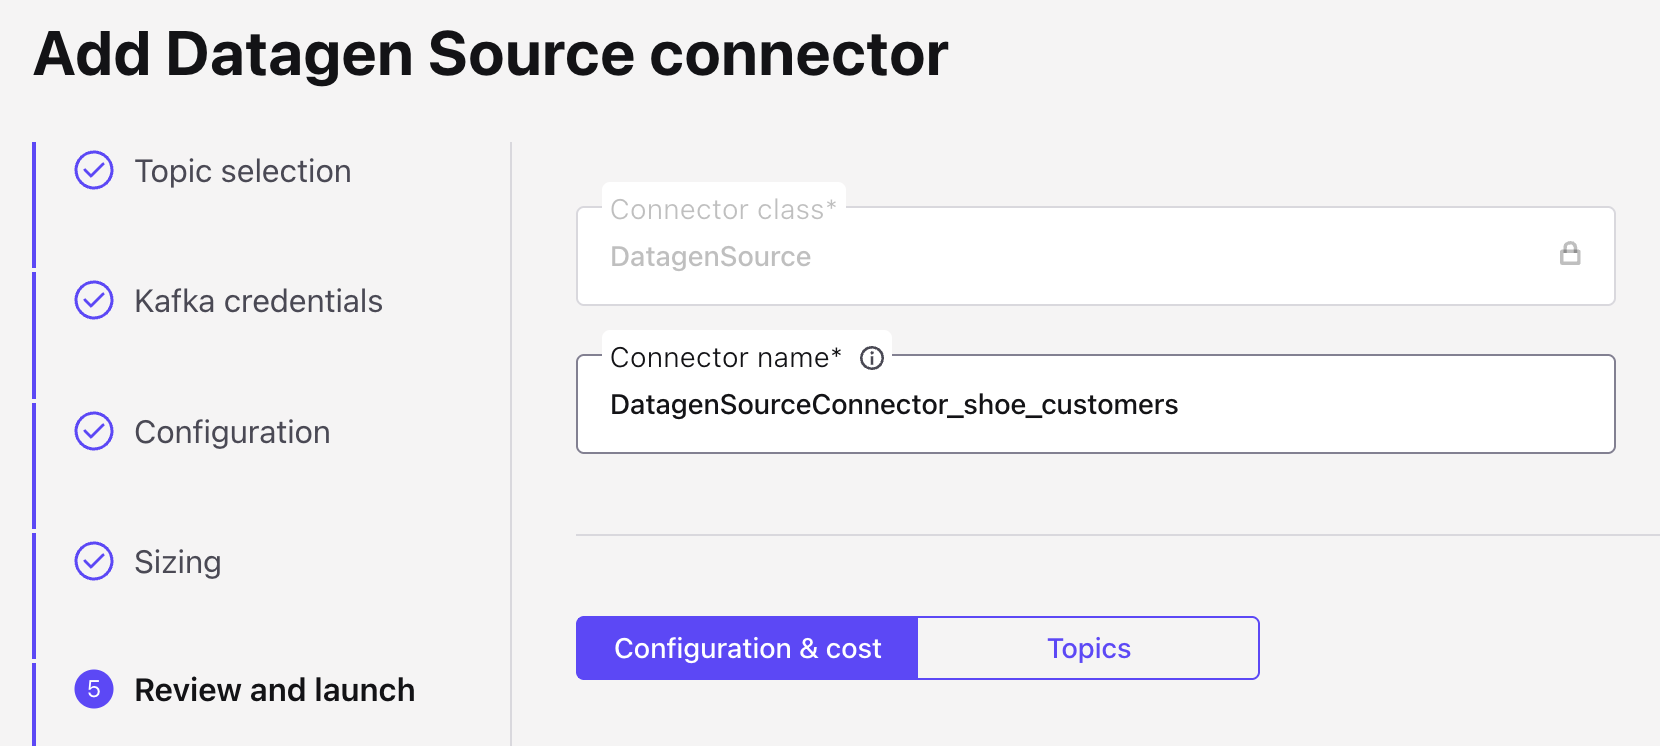 Add Datagen Source connector
Topic selection
Kafka credentials
Configuration
Sizing
5 Review and launch
Connector class*
DatagenSource
Connector name*
DatagenSourceConnector_shoe_customers
Configuration & cost
Topics